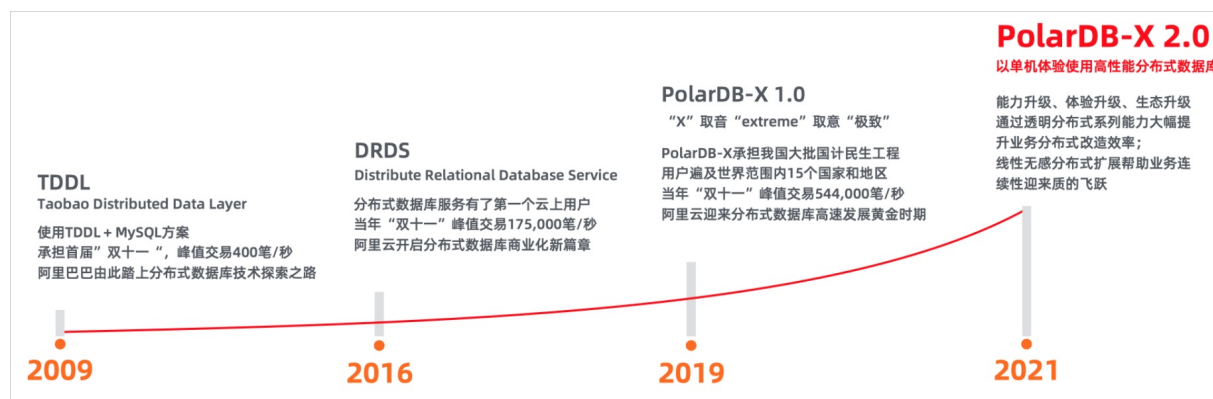 TDDL
Taobao Distributed Data Layer
使用TDDL+MySQL方案
承担首届”双十一“，峰值交易400笔/秒
阿里巴巴由此踏上分布式数据库技术探索之路
2009
DRDS
Distribute Relational Database Service
分布式数据库服务有了第一个云上用户
当年“双十一”峰值交易175,000笔/秒
阿里云开启分布式数据库商业化新篇章
2016
PolarDB-X 1.0
“X”取音“extreme”取意“极致”
PolarDB-X承担我国大批国计民生工程
用户遍及世界范围内15个国家和地区
当年“双十一”峰值交易544,000笔/秒
阿里云迎来分布式数据库高速发展黄金时期
2019
PolarDB-X 2.0
以单机体验使用高性能分布式数据库
能力升级、体验升级、生态升级
通过透明分布式系列能力大幅提
升业务分布式改造效率；
线性无感分布式扩展帮助业务连
续性迎来质的飞跃
2021